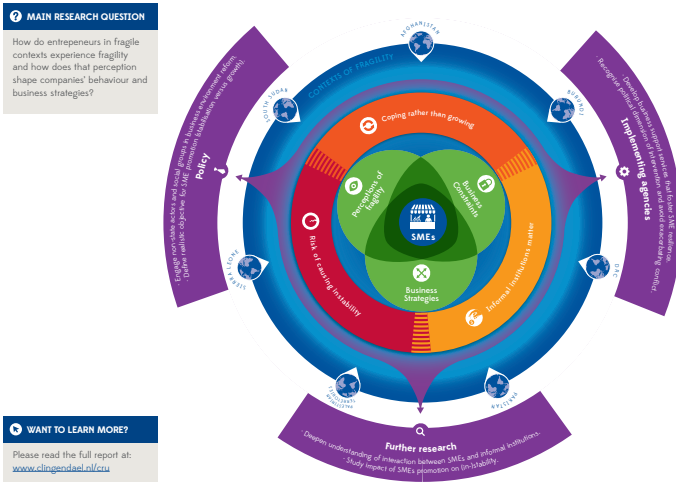 MAIN RESEARCH QUESTION
How do entrepeneurs in fragile
contexts experience fragility
and how does that perception
shape companies' behaviour and
business strategies?
AFGHANISTAN
BURUNDI
DRC
PAKISTAN
PALESTINIAN
TERRITORIES
SIERRA LEONE
SOUTH SUDAN
CONTEXTS OF FRAGILITY
Coping rather than growing
Informal institutions matter
Risk of causing instability
Perceptions of
fragility
Business
Constraints
SMEs
Business
Strategies
Policy
· Engage non-state actors and social groups in business environment reform.
· Define realistic objective for SME promotion (stabilisation versus growth).
Implementing agencies
· Develop business support services that foster SME resilience.
· Recognise political dimension of intervention and avoid exacerbating conflict.
Further research
· Deepen understanding of interaction between SMEs and informal institutions.
· Study impact of SMEs promotion on (in-)stability.
WANT TO LEARN MORE?
Please read the full report at:
www.clingendael.nl/cru